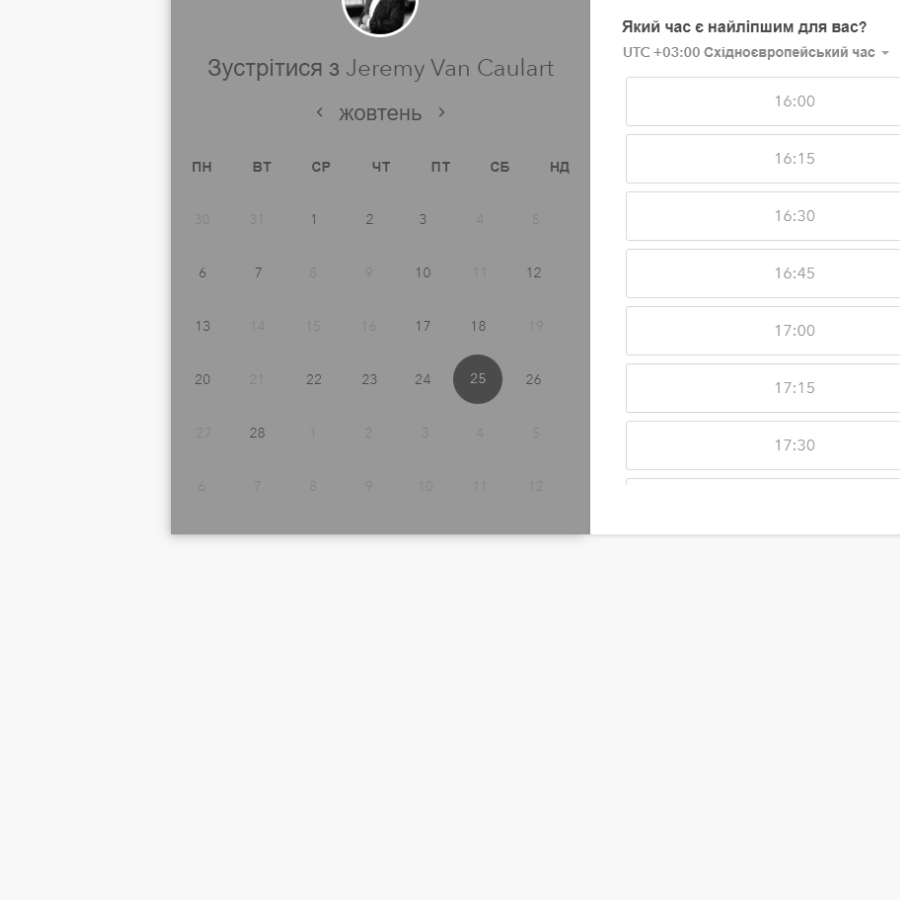 Зустрітися з Jeremy Van Caulart
жовтень
ПН ВТ СР ЧТ ПТ СБ НД
30 31 1 2 3 4 5
6 7 8 9 10 11 12
13 14 15 16 17 18 19
20 21 22 23 24 25 26
27 28 1 2 3 4 5
6 7 8 9 10 11 12
Який час є найліпшим для вас?
UTC +03:00 Східноєвропейський час
16:00
16:15
16:30
16:45
17:00
17:15
17:30